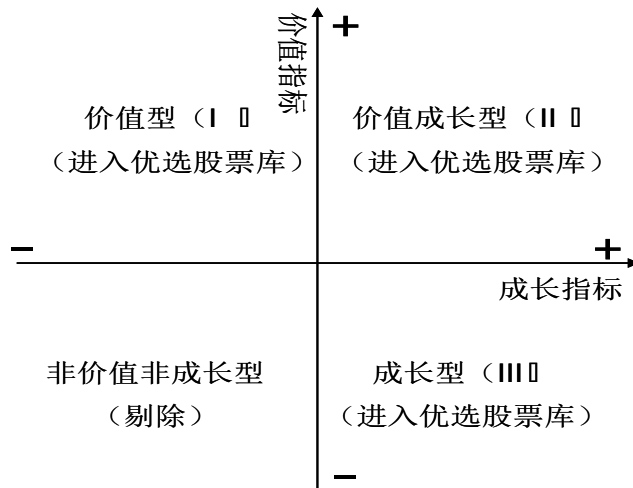 价值指标
+
价值型（I
（进入优选股票库）
价值成长型（II
（进入优选股票库）
−
+
成长指标
非价值非成长型
（剔除）
成长型（III
（进入优选股票库）
−